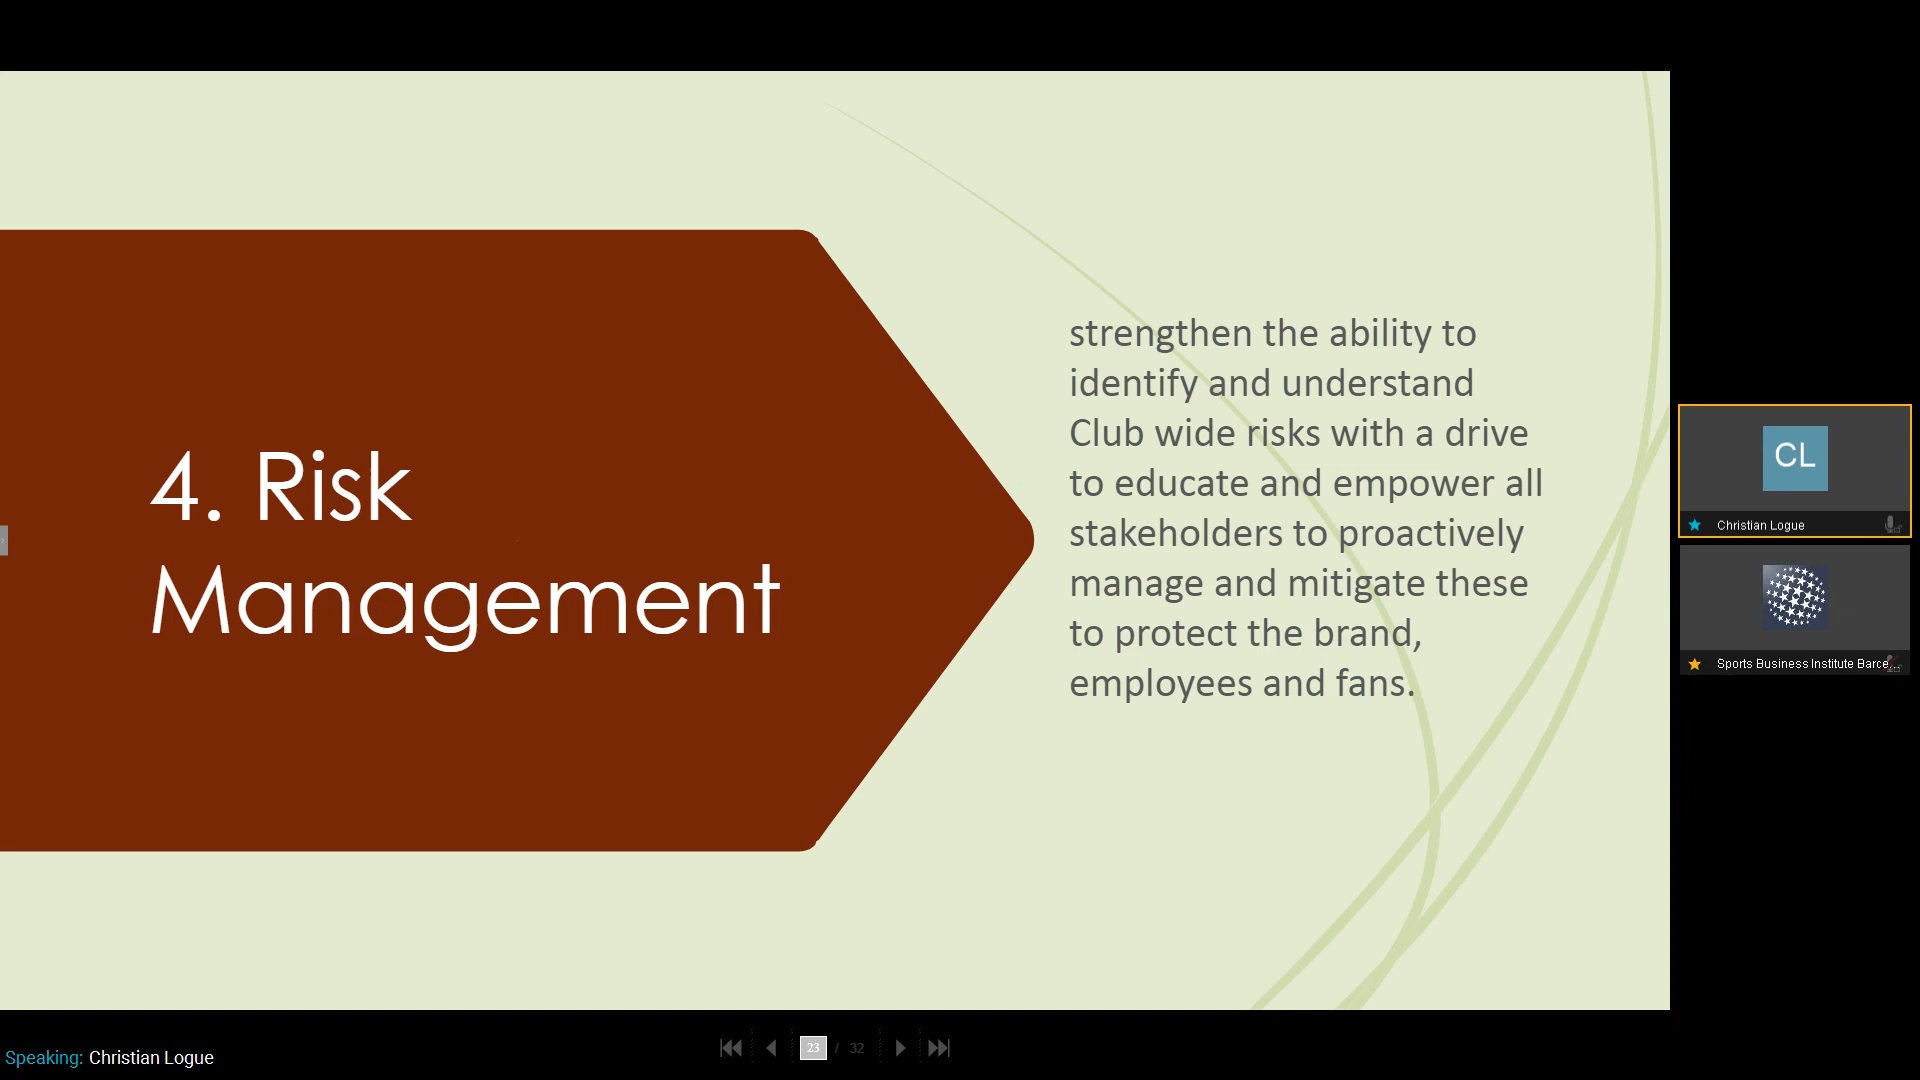 4. Risk
Management
strengthen the ability to
identify and understand
Club wide risks with a drive
to educate and empower all
stakeholders to proactively
manage and mitigate these
to protect the brand,
employees and fans.
CL
Christian Logue
Sports Business Institute Barce...
Speaking: Christian Logue
23 / 32